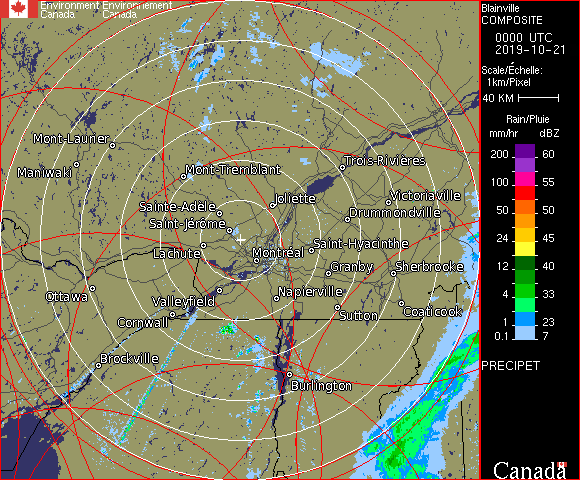 Environment Environnement
Canada Canada
Blainville
COMPOSITE
0000 UTC
2019-10-21
Scale/Échelle:
1km/Pixel
40 KM
Rain/Pluie
mm/hr dBZ
200 60
100 55
50 50
24 45
12 40
4 33
1 23
0.1 7
PRECIPET
Mont-Laurier
Maniwaki
Mont-Tremblant
Trois-Rivières
Sainte-Adèle
Joliette
Victoriaville
Drummondville
Saint-Jérôme
Lachute
Montréal
Saint-Hyacinthe
Granby
Sherbrooke
Ottawa
Valleyfield
Napierville
Cornwall
Sutton
Coaticook
Brockville
Burlington
Canada